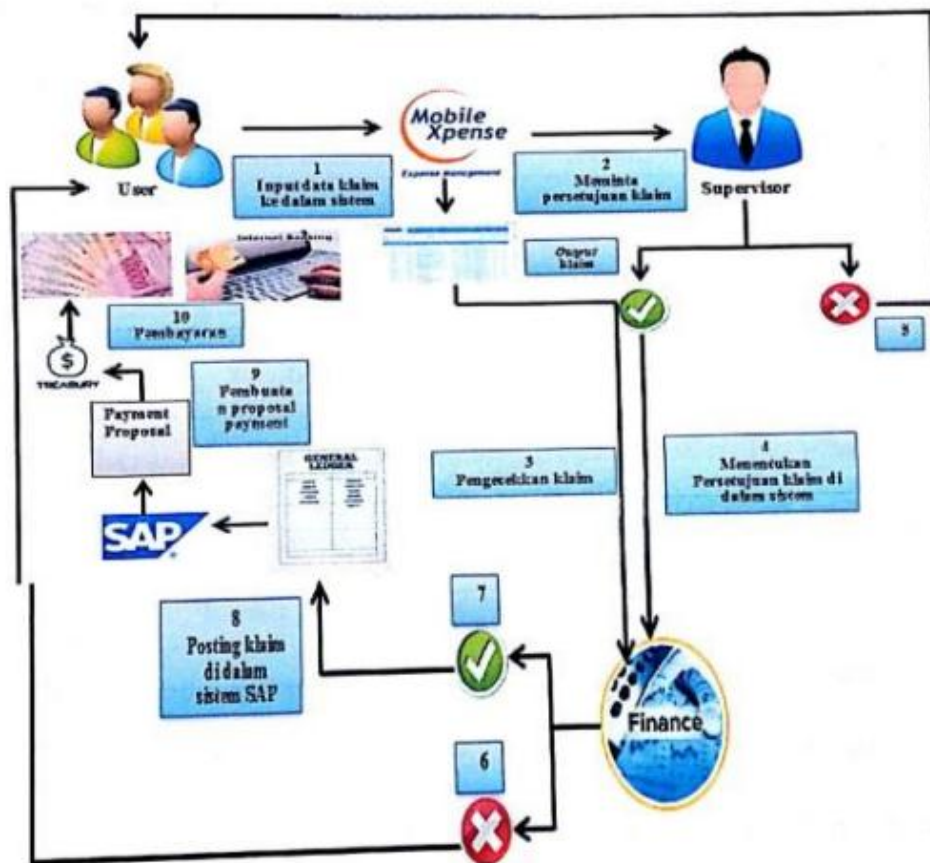 Mobile
Xpense
Expense management
User
1
Input data klaim
ke dalam sistem
2
Meminta
persetujuan klaim
Supervisor
Internet Banking
Output
klaim
5
10
Pembayaran
$
TREASURY
9
Pembuata
n proposal
payment
Payment
Proposal
GENERAL
LEDGER
SAP
3
Pengecekkan klaim
4
Menentukan
Persetujuan klaim di
dalam sistem
7
8
Posting klaim
di dalam
sistem SAP
Finance
6